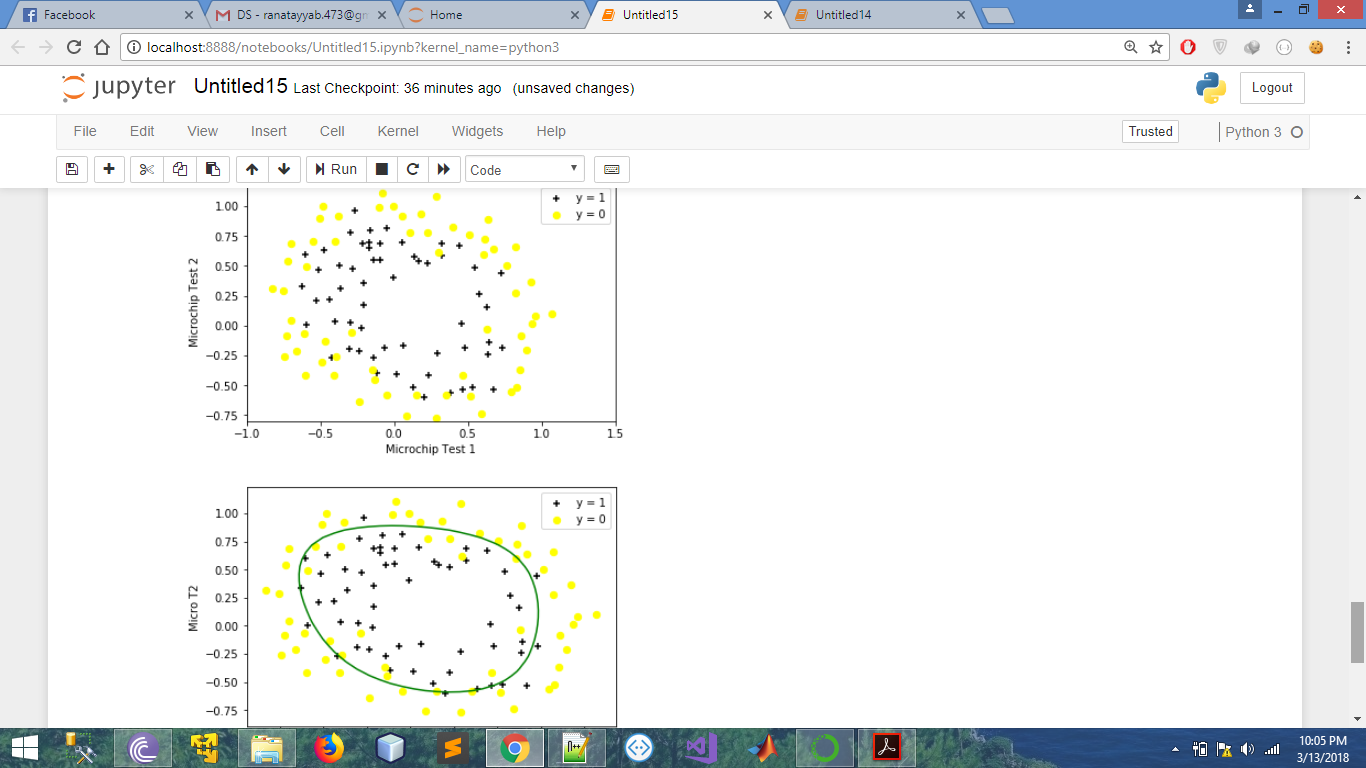 Facebook DS - ranatayyab.473@gn Home Untitled15 Untitled14
localhost:8888/notebooks/Untitled15.ipynb?kernel_name=python3
jupyter Untitled15 Last Checkpoint: 36 minutes ago (unsaved changes) Logout
File Edit View Insert Cell Kernel Widgets Help Trusted Python 3
Run Code
y = 1
y = 0
1.00
0.75
0.50
0.25
0.00
−0.25
−0.50
−0.75
Microchip Test 2
−1.0 −0.5 0.0 0.5 1.0 1.5
Microchip Test 1
y = 1
y = 0
1.00
0.75
0.50
0.25
0.00
−0.25
−0.50
−0.75
Micro T2
10:05 PM
3/13/2018